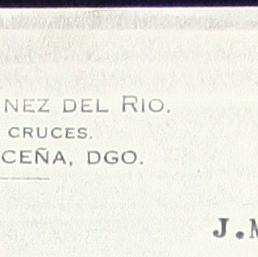 NEZ DEL RIO.
CRUCES.
CEÑA, DGO.
J.M